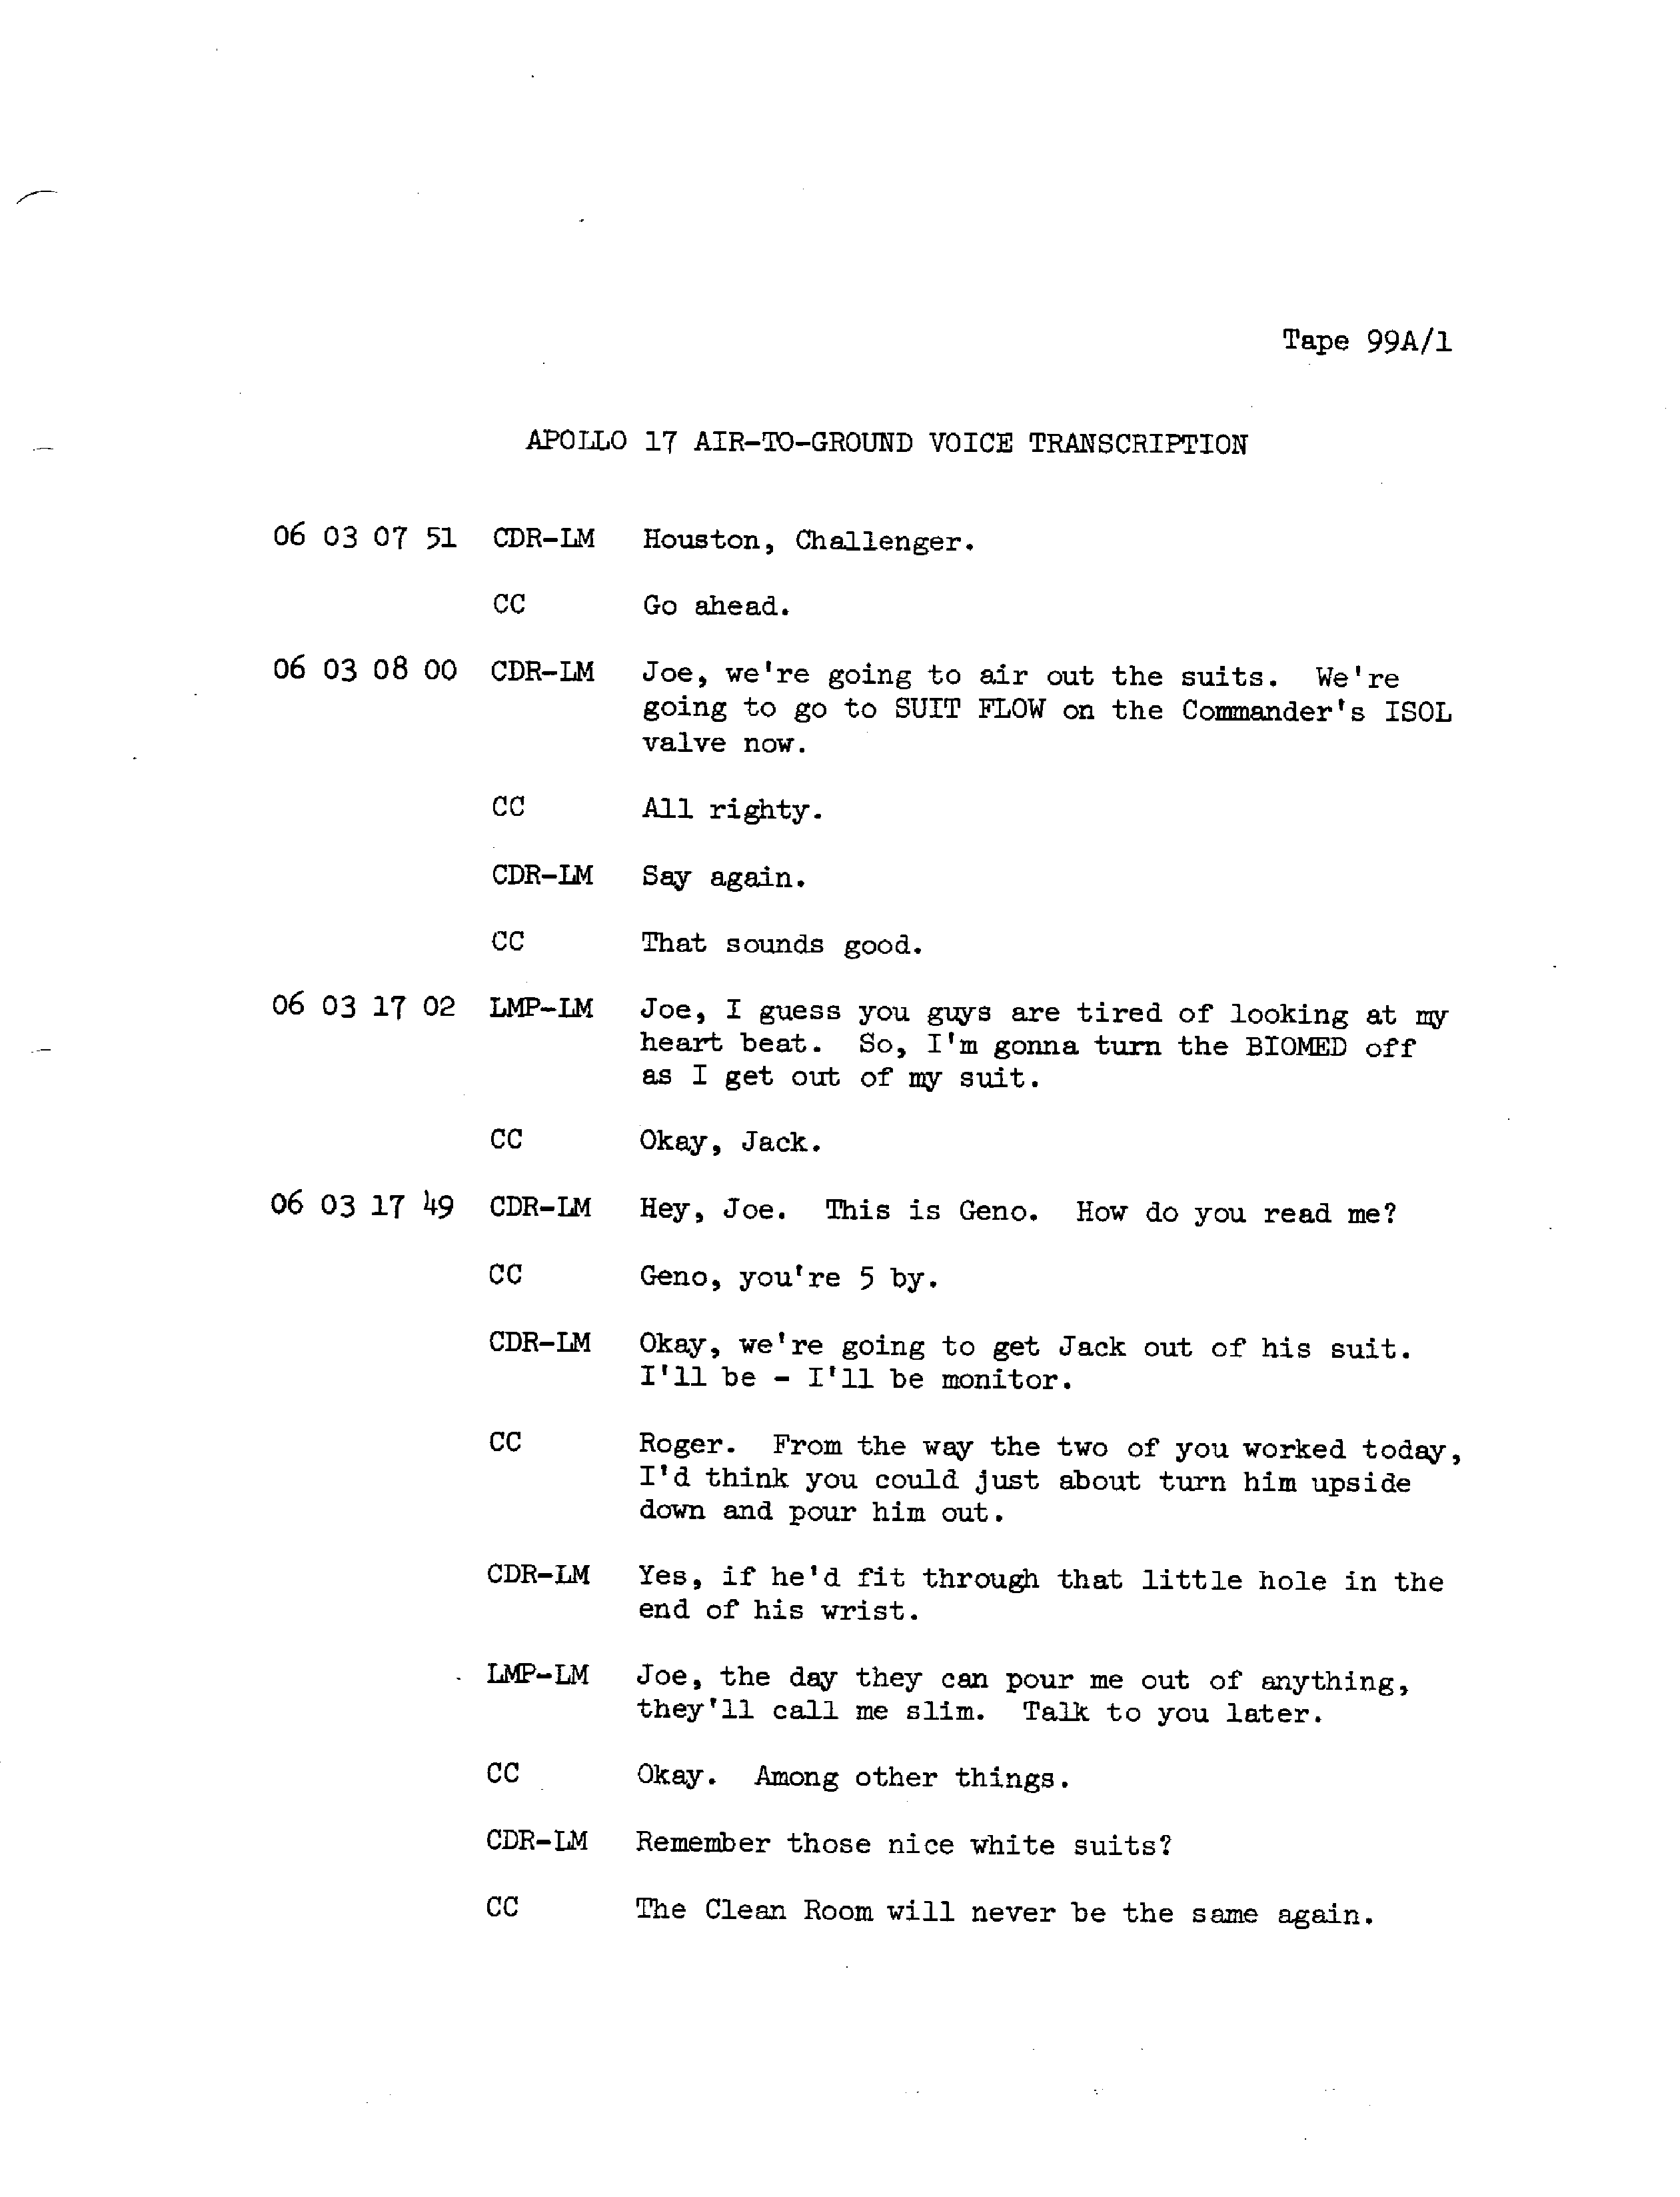 Tape 99A/1
APOLLO 17 AIR-TO-GROUND VOICE TRANSCRIPTION
06 03 07 51 CDR-LM Houston, Challenger.
CC Go ahead.
06 03 08 00 CDR-LM Joe, we're going to air out the suits. We're
going to go to SUIT FLOW on the Commander's ISOL
valve now.
CC All righty.
CDR-LM Say again.
CC That sounds good.
06 03 17 02 LMP-LM Joe, I guess you guys are tired of looking at my
heart beat. So, I'm gonna turn the BIOMED off
as I get out of my suit.
CC Okay, Jack.
06 03 17 49 CDR-LM Hey, Joe. This is Geno. How do you read me?
CC Geno, you're 5 by.
CDR-LM Okay, we're going to get Jack out of his suit.
I'll be - I'll be monitor.
CC Roger. From the way the two of you worked today,
I'd think you could just about turn him upside
down and pour him out.
CDR-LM Yes, if he'd fit through that little hole in the
end of his wrist.
LMP-LM Joe, the day they can pour me out of anything,
they'll call me slim. Talk to you later.
CC Okay. Among other things.
CDR-LM Remember those nice white suits?
CC The Clean Room will never be the same again.